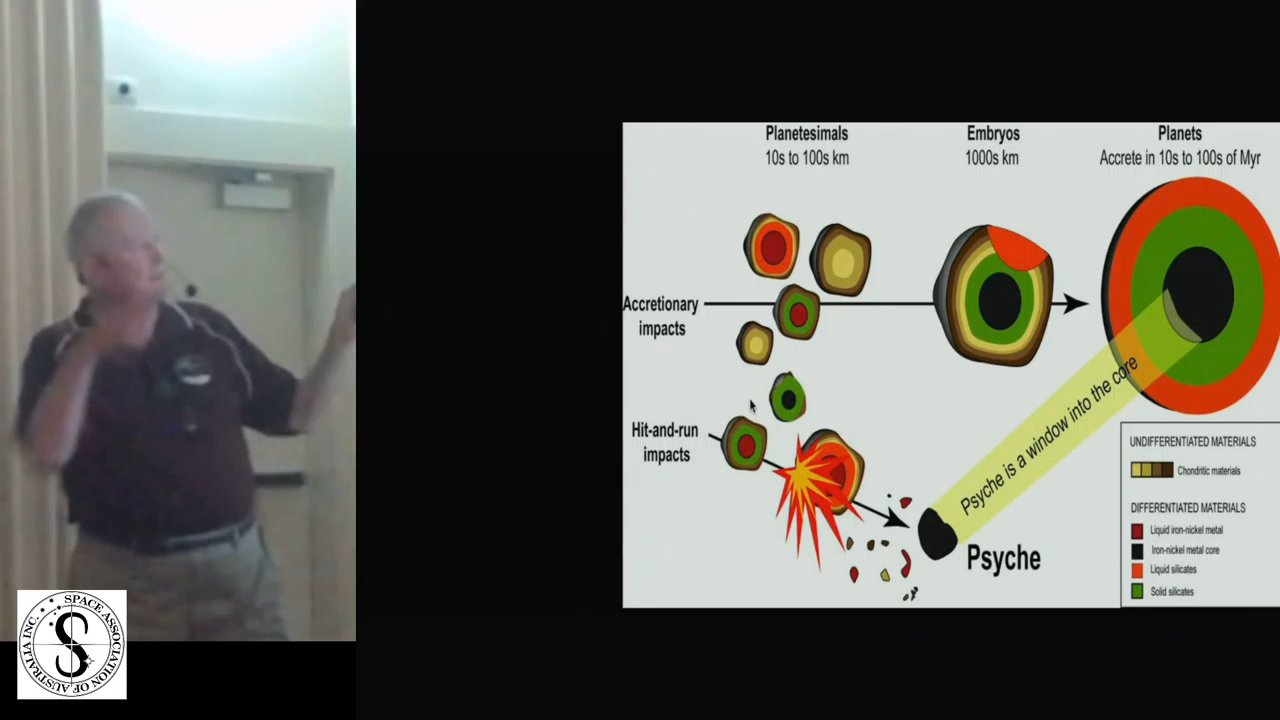 Planetesimals
10s to 100s km
Embryos
1000s km
Planets
Accrete in 10s to 100s of Myr
Accretionary
impacts
Hit-and-run
impacts
Psyche is a window into the core
Psyche
UNDIFFERENTIATED MATERIALS
Chondritic materials
DIFFERENTIATED MATERIALS
Liquid iron-nickel metal
Iron-nickel metal core
Liquid silicates
Solid silicates
SPACE ASSOCIATION OF AUSTRALIA INC.
S